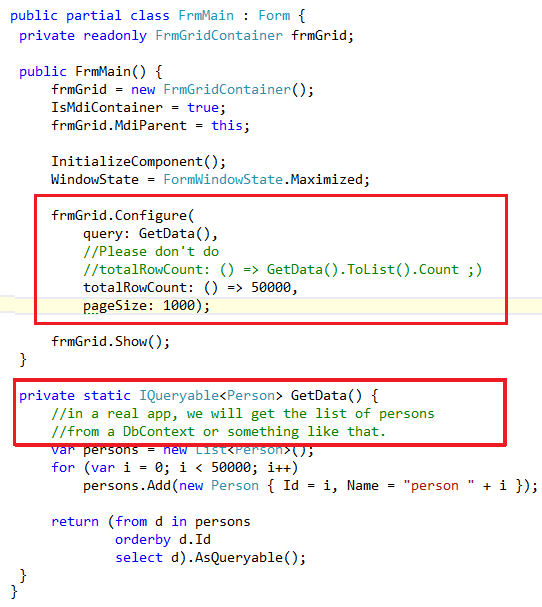 public partial class FrmMain : Form {
private readonly FrmGridContainer frmGrid;
public FrmMain() {
frmGrid = new FrmGridContainer();
IsMdiContainer = true;
frmGrid.MdiParent = this;
InitializeComponent();
WindowState = FormWindowState.Maximized;
frmGrid.Configure(
query: GetData(),
//Please don't do
//totalRowCount: () => GetData().ToList().Count ;)
totalRowCount: () => 50000,
pageSize: 1000);
frmGrid.Show();
}
private static IQueryable<Person> GetData() {
//in a real app, we will get the list of persons
//from a DbContext or something like that.
var persons = new List<Person>();
for (var i = 0; i < 50000; i++)
persons.Add(new Person { Id = i, Name = "person " + i });
return (from d in persons
orderby d.Id
select d).AsQueryable();
}
}